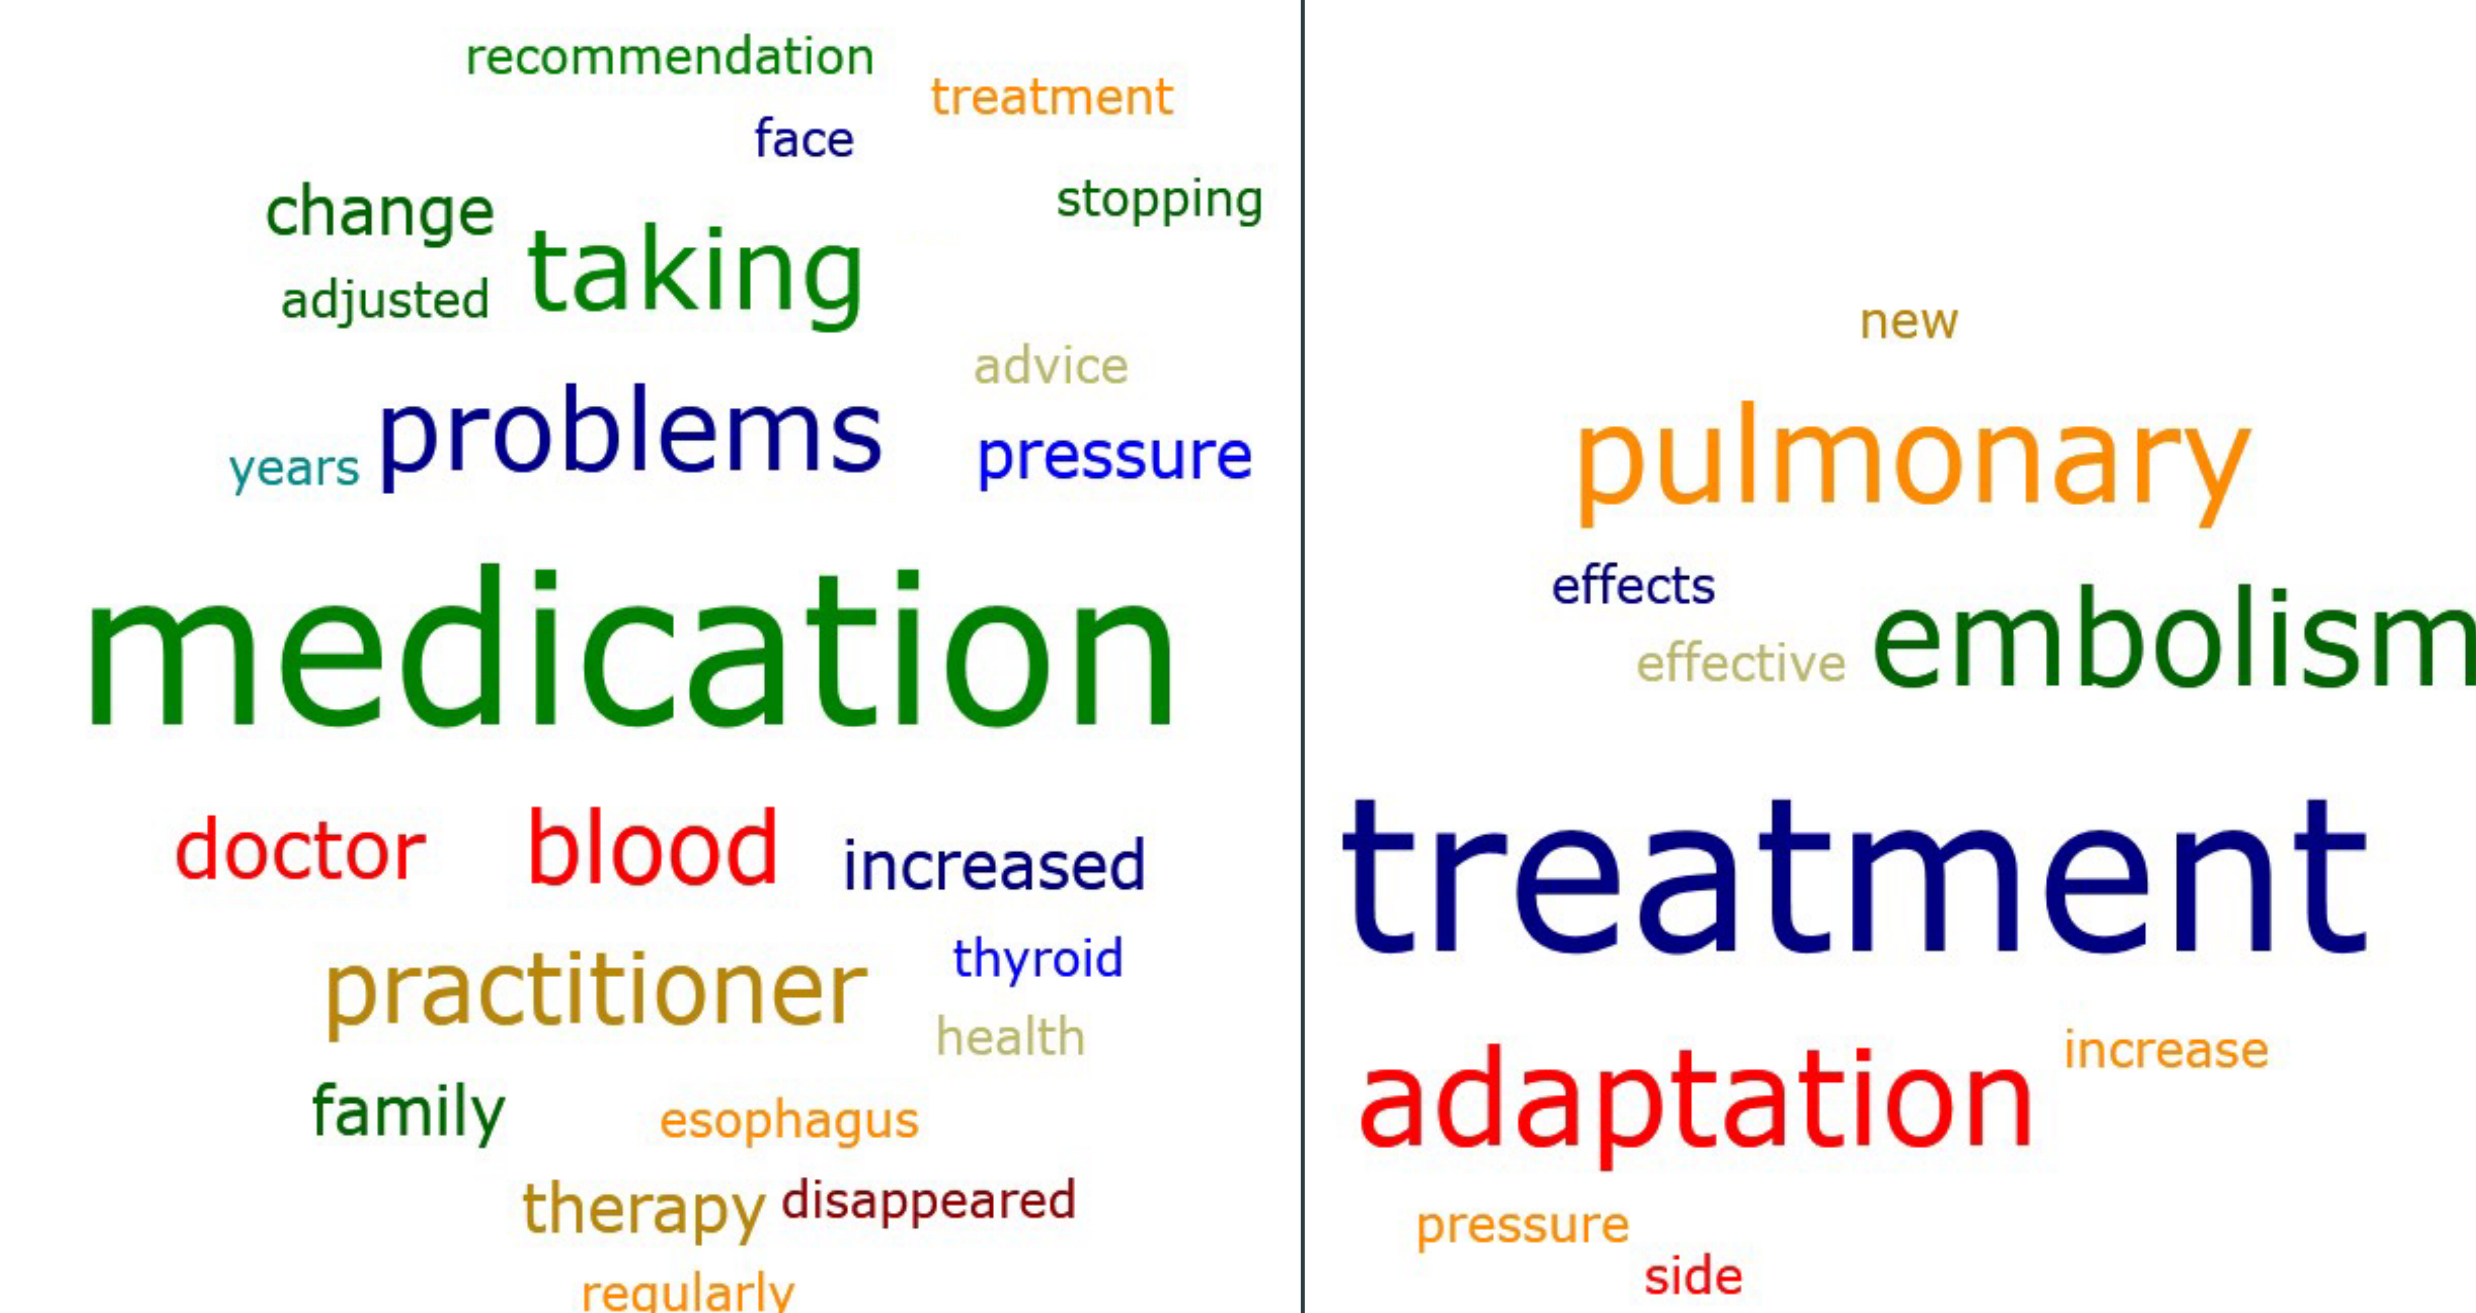 recommendation
treatment
face
change
stopping
taking
adjusted
advice
problems
years
pressure
medication
doctor blood increased
practitioner
thyroid
health
family
esophagus
therapy disappeared
regularly
new
pulmonary
effects
embolism
effective
treatment
adaptation
increase
pressure
side